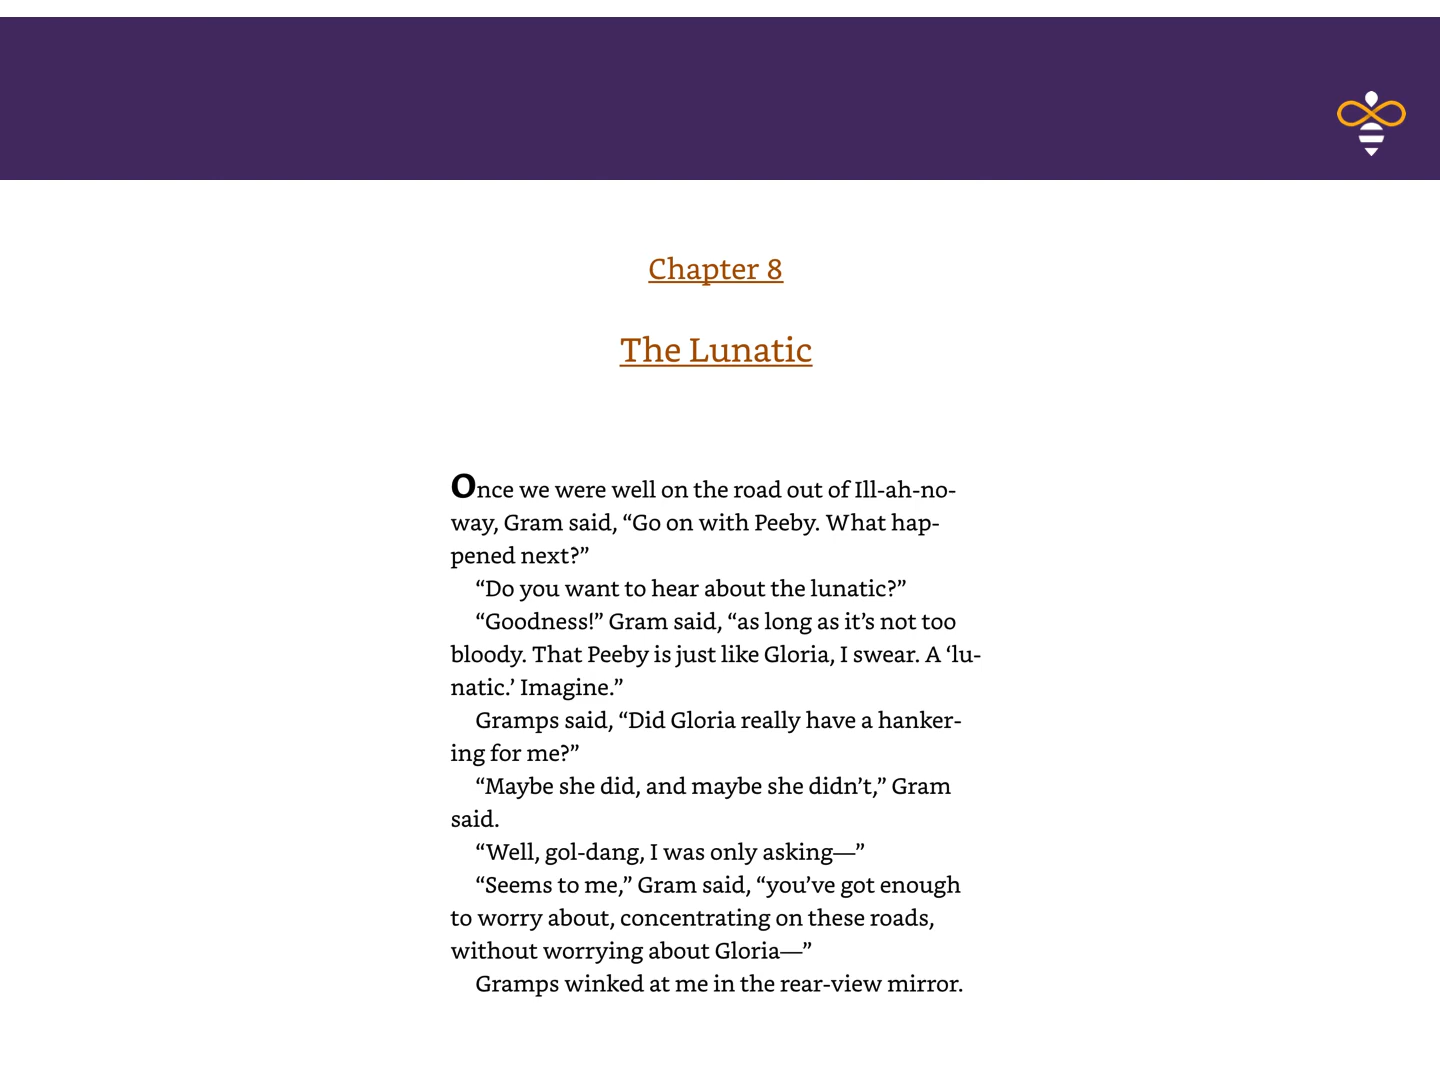 Chapter 8
The Lunatic
Once we were well on the road out of Ill-ah-no-
way, Gram said, “Go on with Peeby. What hap-
pened next?”
“Do you want to hear about the lunatic?”
“Goodness!” Gram said, “as long as it’s not too
bloody. That Peeby is just like Gloria, I swear. A ‘lu-
natic.’ Imagine.”
Gramps said, “Did Gloria really have a hanker-
ing for me?”
“Maybe she did, and maybe she didn’t,” Gram
said.
“Well, gol-dang, I was only asking—”
“Seems to me,” Gram said, “you’ve got enough
to worry about, concentrating on these roads,
without worrying about Gloria—”
Gramps winked at me in the rear-view mirror.